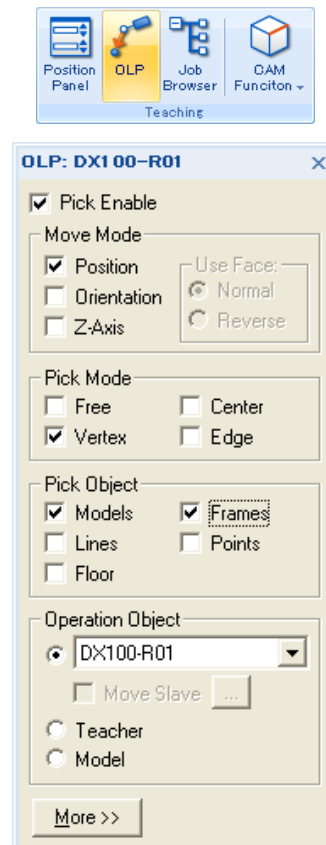 Position Panel
OLP
Job Browser
CAM Funciton
Teaching
OLP: DX100-R01
Pick Enable
Move Mode
Position
Use Face:
Orientation
Normal
Z-Axis
Reverse
Pick Mode
Free
Center
Vertex
Edge
Pick Object
Models
Frames
Lines
Points
Floor
Operation Object
DX100-R01
Move Slave ...
Teacher
Model
More >>